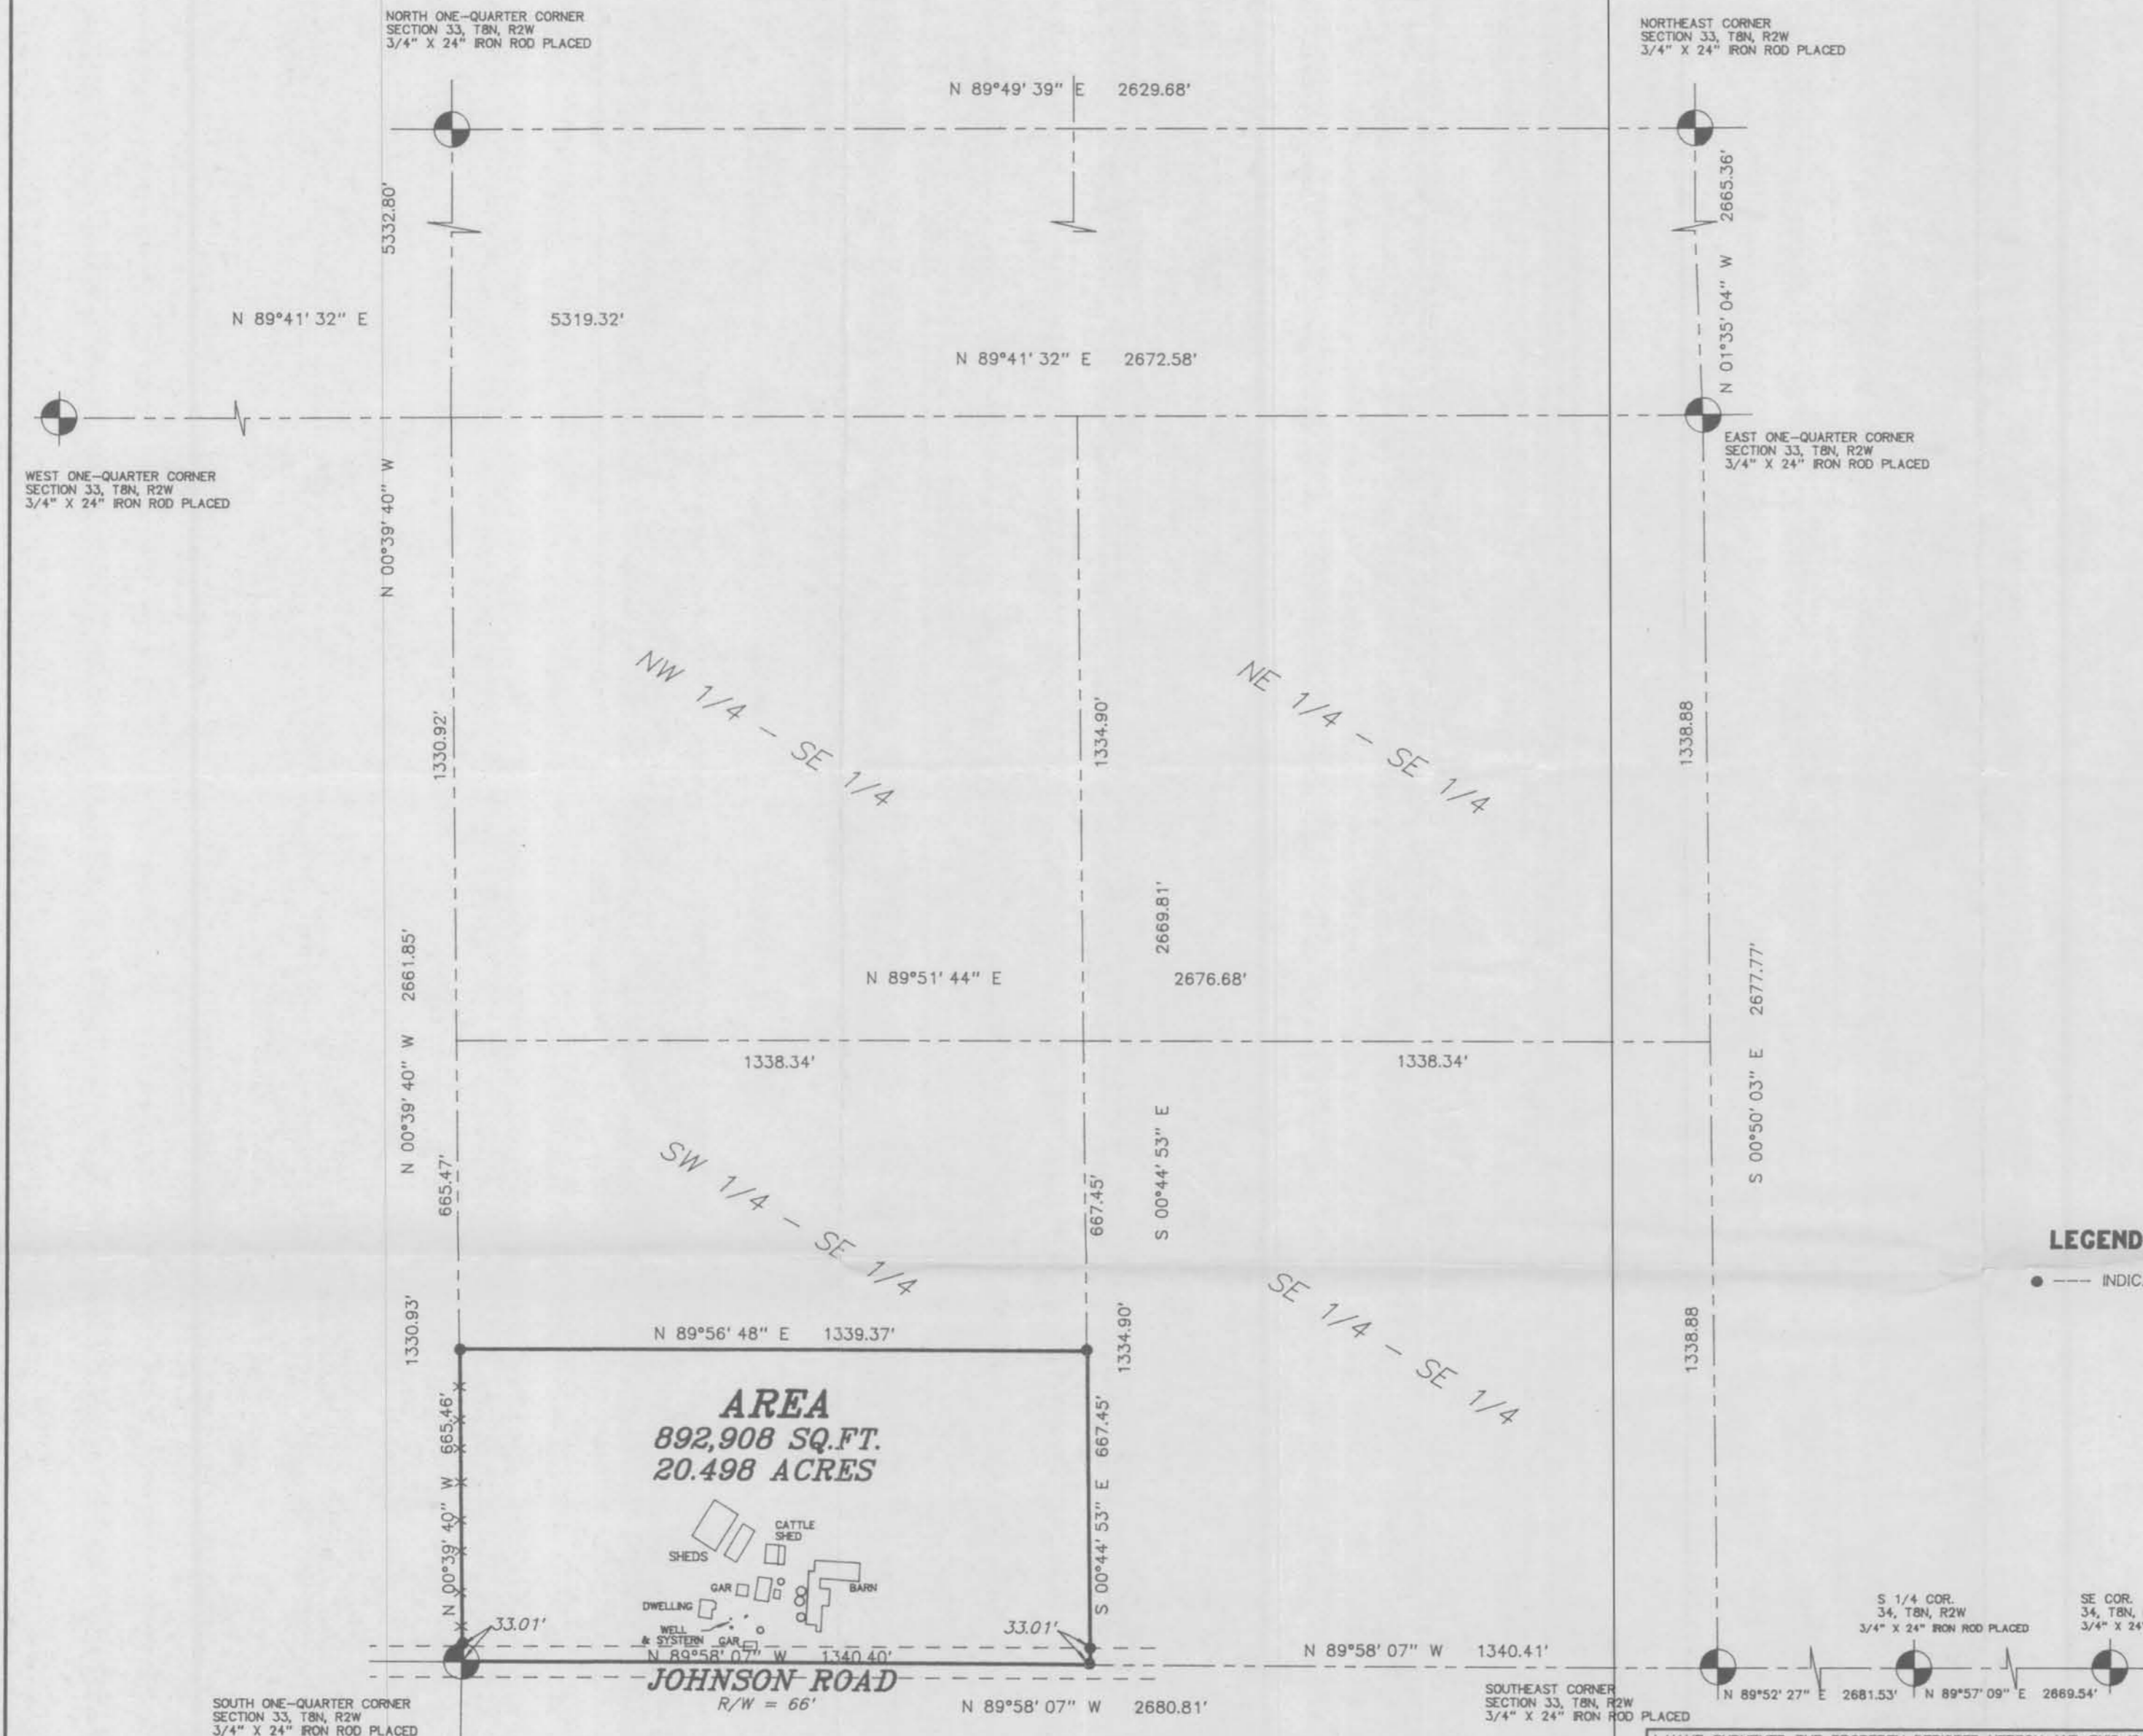 NORTH ONE-QUARTER CORNER
SECTION 33, T8N, R2W
3/4" X 24" IRON ROD PLACED
NORTHEAST CORNER
SECTION 33, T8N, R2W
3/4" X 24" IRON ROD PLACED
N 89°49' 39" E 2629.68'
5332.80'
N 01°35' 04" W 2665.36'
N 89°41' 32" E 5319.32'
N 89°41' 32" E 2672.58'
WEST ONE-QUARTER CORNER
SECTION 33, T8N, R2W
3/4" X 24" IRON ROD PLACED
N 00°39' 40" W
EAST ONE-QUARTER CORNER
SECTION 33, T8N, R2W
3/4" X 24" IRON ROD PLACED
NW 1/4 - SE 1/4
NE 1/4 - SE 1/4
1330.92'
1334.90'
1338.88
N 00°39' 40" W 2661.85'
S 00°44' 53" E 2669.81'
N 89°51' 44" E 2676.68'
S 00°50' 03" E 2677.77'
1338.34'
1338.34'
665.47'
667.45'
SW 1/4 - SE 1/4
SE 1/4 - SE 1/4
LEGEND
--- INDIC
1330.93'
N 89°56' 48" E 1339.37'
1334.90'
1338.88
AREA
892,908 SQ.FT.
20.498 ACRES
N 00°39' 40" W 665.46'
S 00°44' 53" E 667.45'
CATTLE
SHED
SHEDS
GAR
BARN
DWELLING
WELL
& SYSTERN GAR
33.01'
33.01'
N 89°58' 07" W 1340.40'
N 89°58' 07" W 1340.41'
JOHNSON ROAD
R/W = 66'
N 89°58' 07" W 2680.81'
SOUTH ONE-QUARTER CORNER
SECTION 33, T8N, R2W
3/4" X 24" IRON ROD PLACED
SOUTHEAST CORNER
SECTION 33, T8N, R2W
3/4" X 24" IRON ROD PLACED
S 1/4 COR.
34, T8N, R2W
3/4" X 24" IRON ROD PLACED
SE COR.
34, T8N,
3/4" X 24"
N 89°52' 27" E 2681.53'
N 89°57' 09" E 2669.54'